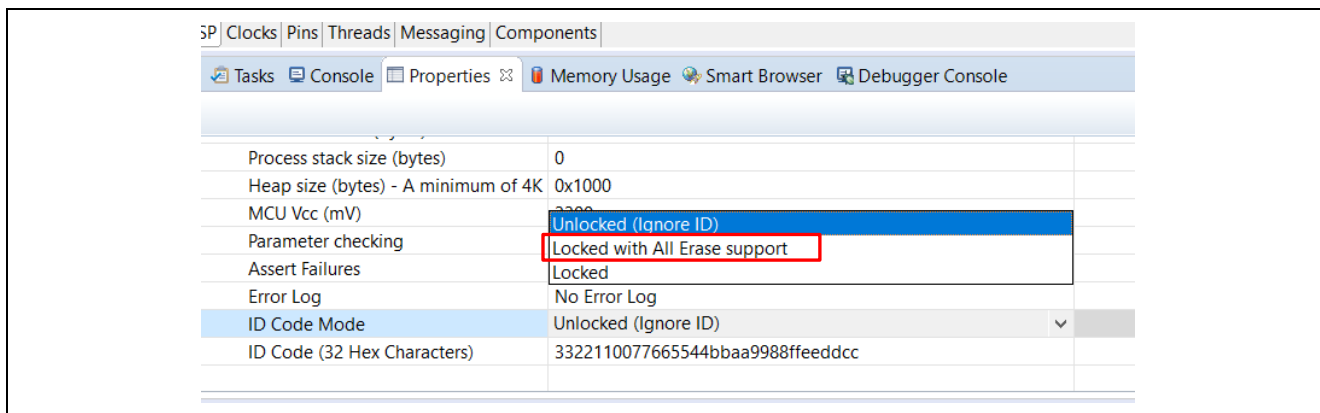 SP Clocks Pins Threads Messaging Components
Tasks Console Properties Memory Usage Smart Browser Debugger Console
Process stack size (bytes) 0
Heap size (bytes) - A minimum of 4K 0x1000
MCU Vcc (mV)
Unlocked (Ignore ID)
Parameter checking
Locked with All Erase support
Assert Failures
Locked
Error Log No Error Log
ID Code Mode Unlocked (Ignore ID)
ID Code (32 Hex Characters) 3322110077665544bbaa9988ffeeddcc